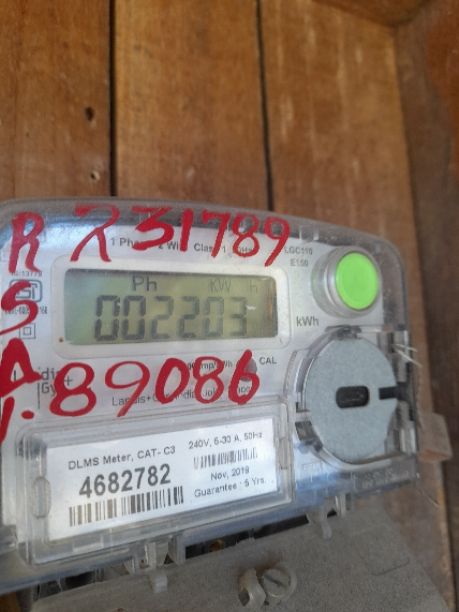 R 231789
1 Phase 2 Wire Class 1
LGC110
E150
Ph KW h
002203
kWh
CAL
89086
DLMS Meter, CAT- C3
240V, 5-30 A, 50Hz
4682782
Nov, 2019
Guarantee : 5 Yrs.